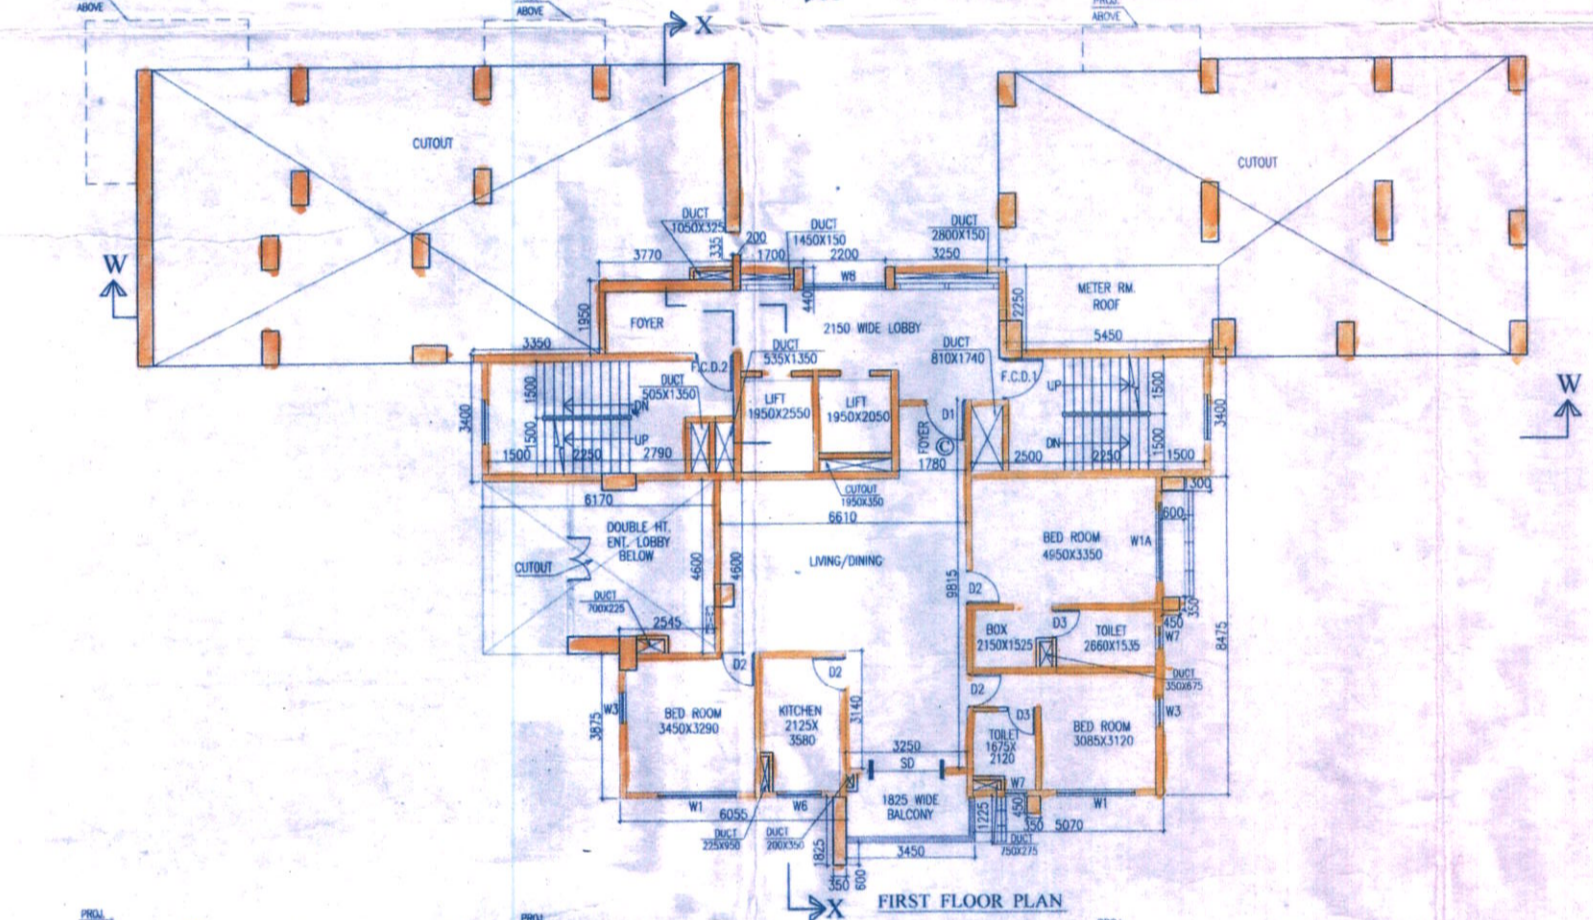 ABOVE
ABOVE
PROJ.
ABOVE
X
CUTOUT
CUTOUT
W
DUCT
1050X325
335
200
DUCT
1450X150
DUCT
2800X150
3770
1700
2200
3250
W8
440
2250
METER RM.
ROOF
5450
1950
FOYER
2150 WIDE LOBBY
3350
DUCT
535X1350
DUCT
810X1740
F.C.D.2
F.C.D.1
DUCT
505X1350
LIFT
1950X2550
LIFT
1950X2050
D1
FOYER
C
1780
3400
1500
1500
DN
UP
1500
2250
2790
UP
DN
1500
1500
3400
2500
2250
1500
W
CUTOUT
1950X350
6170
6610
1300
600
DOUBLE HT.
ENT. LOBBY
BELOW
CUTOUT
4600
4600
LIVING/DINING
9815
BED ROOM
4950X3350
W1A
D2
DUCT
700X225
2545
350
450
W7
8475
BOX
2150X1525
D3
TOILET
2660X1535
DUCT
350X675
D2
D2
D2
W3
BED ROOM
3450X3290
3875
KITCHEN
2125X
3580
3140
3250
SD
TOILET
1675X
2120
D3
BED ROOM
3085X3120
W3
W1
W6
6055
DUCT
225X950
DUCT
200X350
1825 WIDE
BALCONY
W7
1225
450
350
5070
W1
DUCT
750X275
1825
350
600
3450
X
FIRST FLOOR PLAN
PROJ.
PROJ.